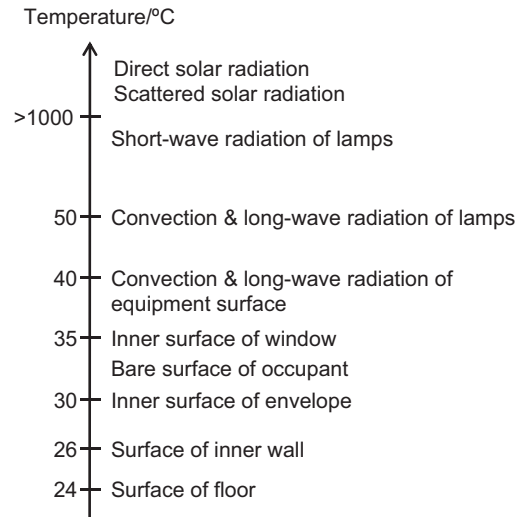 Temperature/ºC
Direct solar radiation
Scattered solar radiation
>1000
Short-wave radiation of lamps
50 Convection & long-wave radiation of lamps
40 Convection & long-wave radiation of
equipment surface
35 Inner surface of window
Bare surface of occupant
30 Inner surface of envelope
26 Surface of inner wall
24 Surface of floor